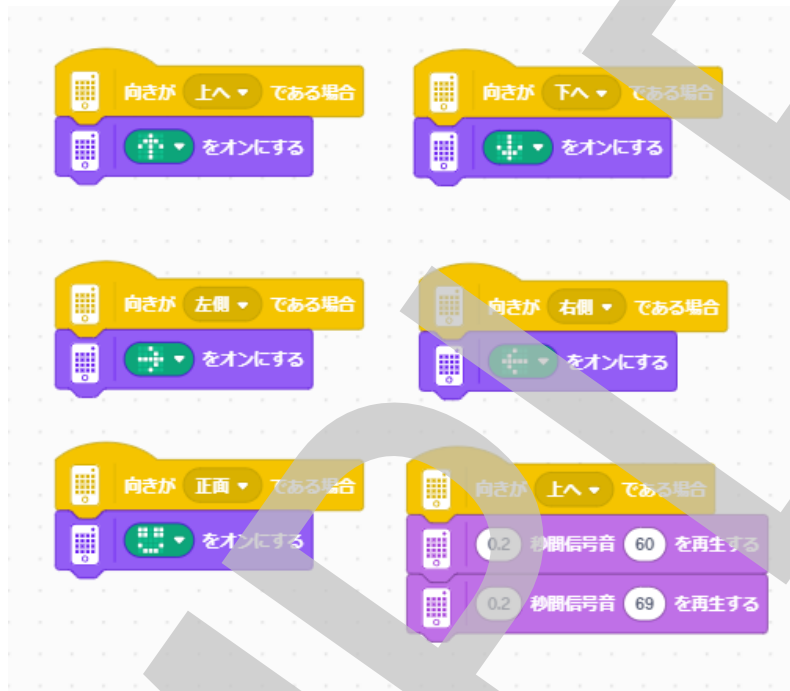 向きが 上へ である場合
をオンにする
向きが 下へ である場合
をオンにする
向きが 左側 である場合
をオンにする
向きが 右側 である場合
をオンにする
向きが 正面 である場合
をオンにする
向きが 上へ である場合
0.2 秒間信号音 60 を再生する
0.2 秒間信号音 69 を再生する